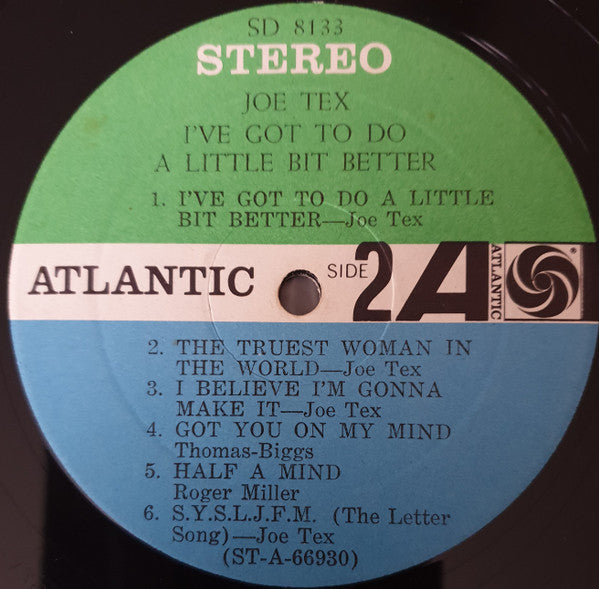 SD 8133
STEREO
JOE TEX
I'VE GOT TO DO
A LITTLE BIT BETTER
1. I'VE GOT TO DO A LITTLE
BIT BETTER—Joe Tex
ATLANTIC SIDE 2 A ATLANTIC ®
2. THE TRUEST WOMAN IN
THE WORLD—Joe Tex
3. I BELIEVE I'M GONNA
MAKE IT—Joe Tex
4. GOT YOU ON MY MIND
Thomas-Biggs
5. HALF A MIND
Roger Miller
6. S.Y.S.L.J.F.M. (The Letter
Song)—Joe Tex
(ST-A-66930)